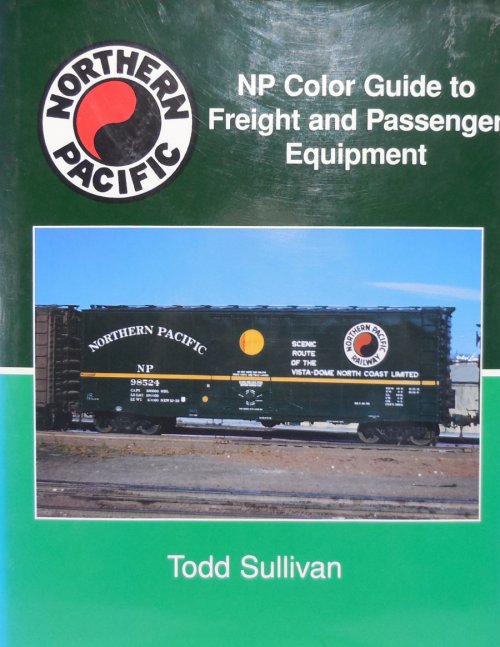 NORTHERN
PACIFIC
NP Color Guide to
Freight and Passenger
Equipment
NORTHERN PACIFIC
NP
98524
SCENIC
ROUTE
OF THE
VISTA-DOME NORTH COAST LIMITED
NORTHERN PACIFIC
RAILWAY
Todd Sullivan